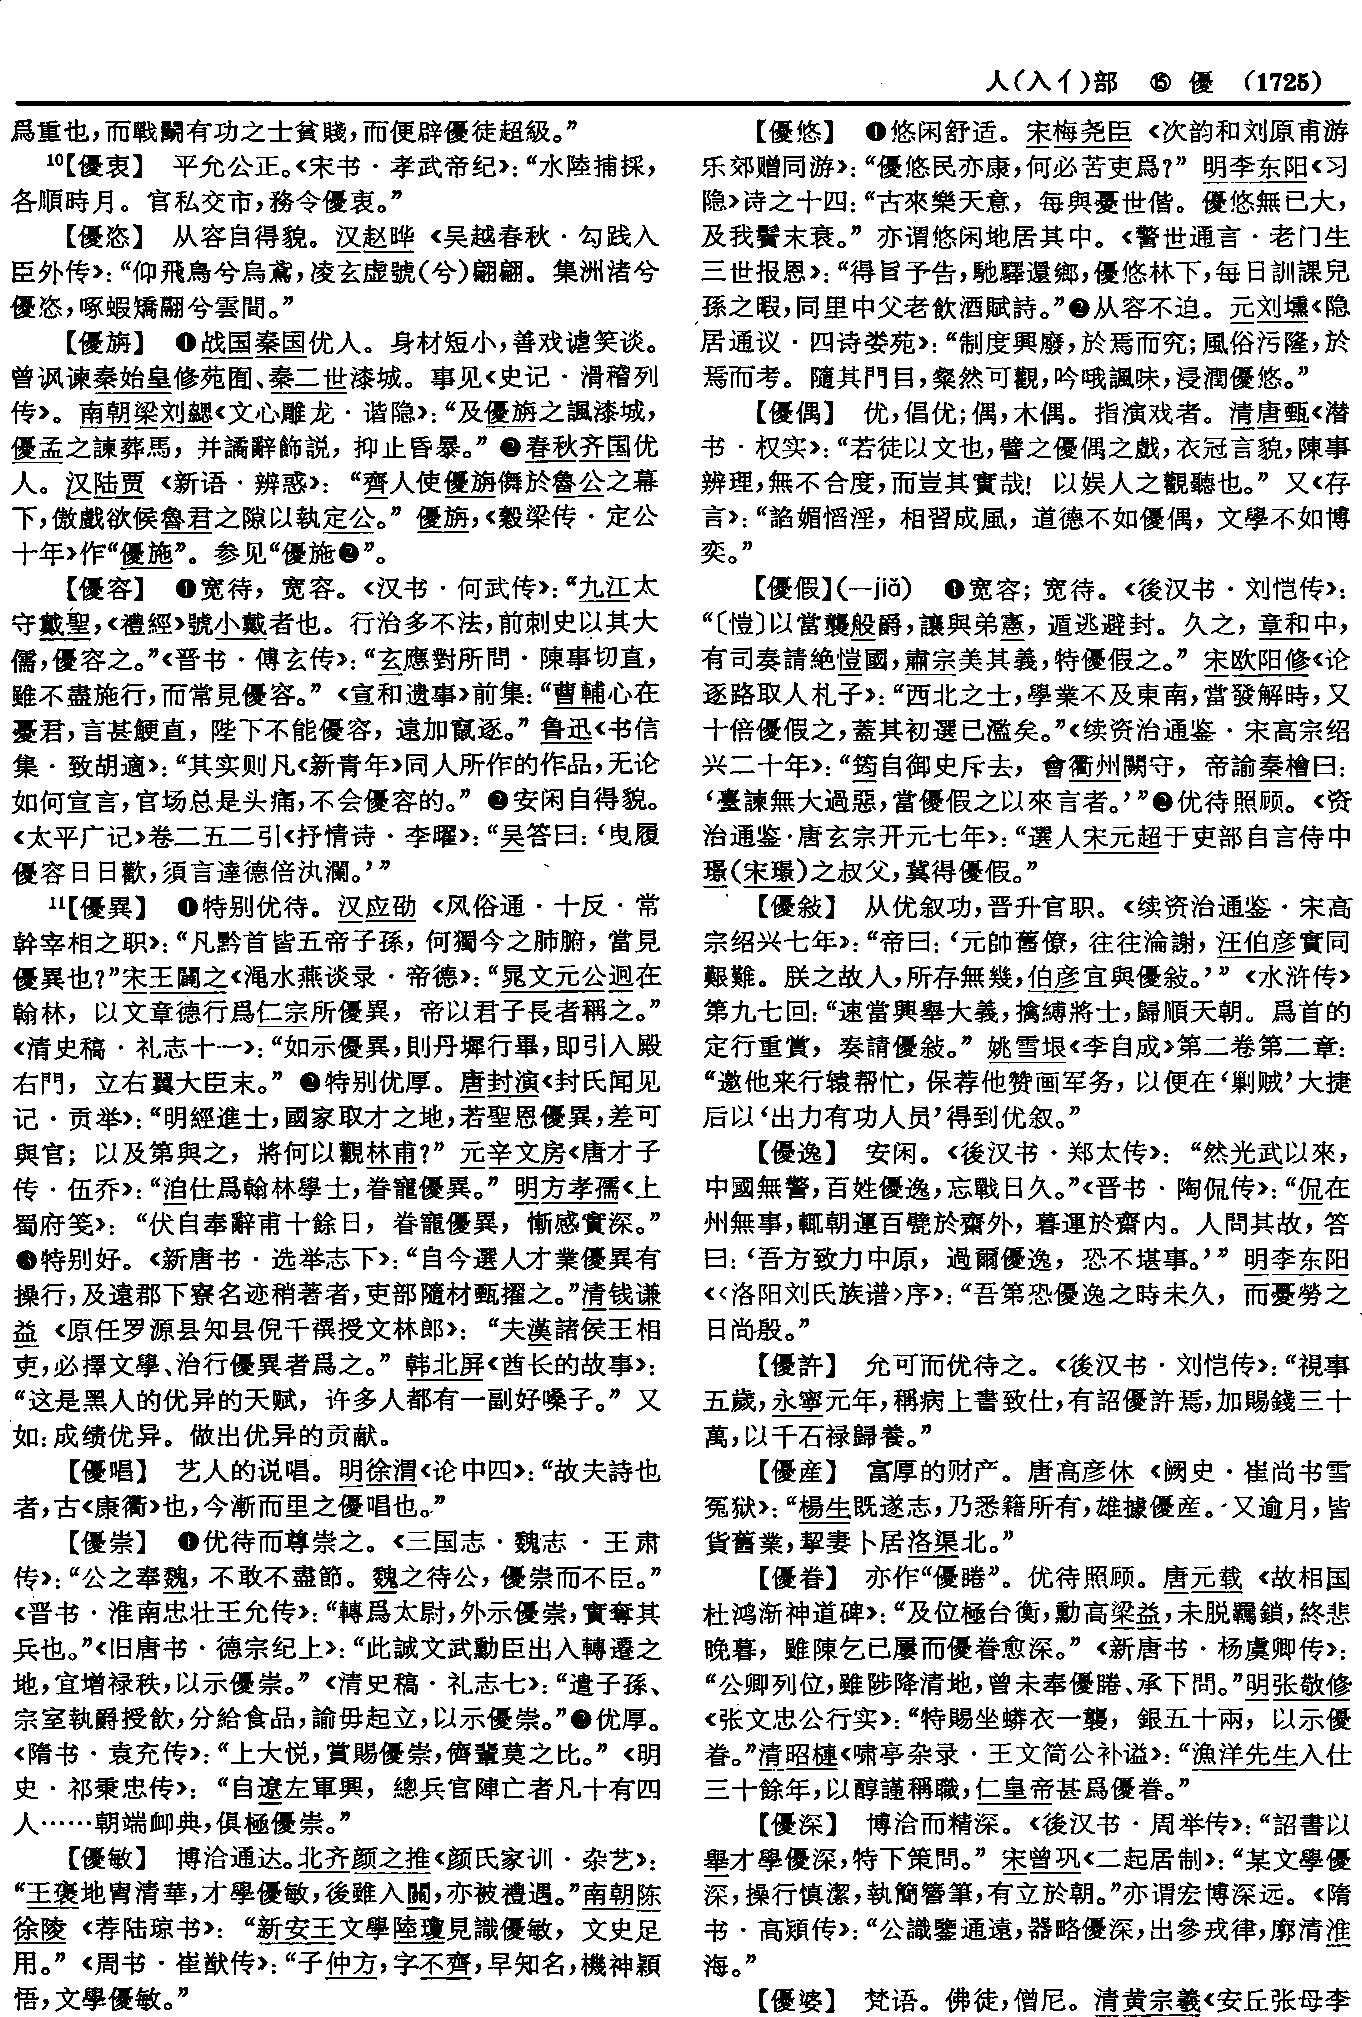 人(入亻)部 ⑮ 優 (1725)
爲重也，而戰鬭有功之士貧賤，而便辟優徒超級。”
¹⁰【優衷】 平允公正。《宋书·孝武帝纪》：“水陸捕採，
各順時月。官私交市，務令優衷。”
【優恣】 从容自得貌。汉赵晔《吴越春秋·勾践入
臣外传》：“仰飛鳥兮烏鳶，凌玄虚號(兮)翩翩。集洲渚兮
優恣，啄蝦矯翮兮雲間。”
【優旃】 ❶战国秦国优人。身材短小，善戏谑笑谈。
曾讽谏秦始皇修苑囿、秦二世漆城。事见《史记·滑稽列
传》。南朝梁刘勰《文心雕龙·谐隐》：“及優旃之諷漆城，
優孟之諫葬馬，并譎辭飾説，抑止昏暴。”❷春秋齐国优
人。汉陆贾《新语·辨惑》：“齊人使優旃儛於魯公之幕
下，傲戲欲候魯君之隙以執定公。”優旃，《穀梁传·定公
十年》作“優施”。参见“優施❷”。
【優容】 ❶宽待，宽容。《汉书·何武传》：“九江太
守戴聖，《禮經》號小戴者也。行治多不法，前刺史以其大
儒，優容之。”《晋书·傅玄传》：“玄應對所問·陳事切直，
雖不盡施行，而常見優容。”《宣和遗事》前集：“曹輔心在
憂君，言甚鯁直，陛下不能優容，遠加竄逐。”鲁迅《书信
集·致胡適》：“其实则凡《新青年》同人所作的作品，无论
如何宣言，官场总是头痛，不会優容的。”❷安闲自得貌。
《太平广记》卷二五二引《抒情诗·李曜》：“吴答曰：‘曳履
優容日日歡，須言達德倍汍瀾。’”
¹¹【優異】 ❶特别优待。汉应劭《风俗通·十反·常
幹宰相之职》：“凡黔首皆五帝子孫，何獨今之肺腑，當見
優異也？”宋王闢之《渑水燕谈录·帝德》：“晁文元公迥在
翰林，以文章德行爲仁宗所優異，帝以君子長者稱之。”
《清史稿·礼志十一》：“如示優異，則丹墀行畢，即引入殿
右門，立右翼大臣末。”❷特别优厚。唐封演《封氏闻见
记·贡举》：“明經進士，國家取才之地，若聖恩優異，差可
與官；以及第與之，將何以觀林甫？”元辛文房《唐才子
传·伍乔》：“洎仕爲翰林學士，眷寵優異。”明方孝孺《上
蜀府笺》：“伏自奉辭甫十餘日，眷寵優異，慚感實深。”
❸特别好。《新唐书·选举志下》：“自今選人才業優異有
操行，及遠郡下寮名迹稍著者，吏部隨材甄擢之。”清钱谦
益《原任罗源县知县倪千禩授文林郎》：“夫漢諸侯王相
吏，必擇文學、治行優異者爲之。”韩北屏《酋长的故事》：
“这是黑人的优异的天赋，许多人都有一副好嗓子。”又
如：成绩优异。做出优异的贡献。
【優唱】 艺人的说唱。明徐渭《论中四》：“故夫詩也
者，古《康衢》也，今漸而里之優唱也。”
【優崇】 ❶优待而尊崇之。《三国志·魏志·王肃
传》：“公之奉魏，不敢不盡節。魏之待公，優崇而不臣。”
《晋书·淮南忠壮王允传》：“轉爲太尉，外示優崇，實奪其
兵也。”《旧唐书·德宗纪上》：“此誠文武勳臣出入轉遷之
地，宜增禄秩，以示優崇。”《清史稿·礼志七》：“遣子孫、
宗室執爵授飲，分給食品，諭毋起立，以示優崇。”❷优厚。
《隋书·袁充传》：“上大悦，賞賜優崇，儕輩莫之比。”《明
史·祁秉忠传》：“自遼左軍興，總兵官陣亡者凡十有四
人……朝端卹典，俱極優崇。”
【優敏】 博洽通达。北齐颜之推《颜氏家训·杂艺》：
“王褒地胄清華，才學優敏，後雖入關，亦被禮遇。”南朝陈
徐陵《荐陆琼书》：“新安王文學陸瓊見識優敏，文史足
用。”《周书·崔猷传》：“子仲方，字不齊，早知名，機神穎
悟，文學優敏。”
【優悠】 ❶悠闲舒适。宋梅尧臣《次韵和刘原甫游
乐郊赠同游》：“優悠民亦康，何必苦吏爲？”明李东阳《习
隐》诗之十四：“古來樂天意，每與憂世偕。優悠無已大，
及我鬢末衰。”亦谓悠闲地居其中。《警世通言·老门生
三世报恩》：“得旨予告，馳驛還鄉，優悠林下，每日訓課兒
孫之暇，同里中父老飲酒賦詩。”❷从容不迫。元刘壎《隐
居通议·四诗类苑》：“制度興廢，於焉而究；風俗污隆，於
焉而考。隨其門目，粲然可觀，吟哦諷味，浸潤優悠。”
【優偶】 优，倡优；偶，木偶。指演戏者。清唐甄《潜
书·权实》：“若徒以文也，譬之優偶之戲，衣冠言貌，陳事
辨理，無不合度，而豈其實哉！以娱人之觀聽也。”又《存
言》：“諂媚慆淫，相習成風，道德不如優偶，文學不如博
奕。”
【優假】(—jiǎ) ❶宽容；宽待。《後汉书·刘恺传》：
“〔愷〕以當襲般爵，讓與弟憲，遁逃避封。久之，章和中，
有司奏請絶愷國，肅宗美其義，特優假之。”宋欧阳修《论
逐路取人札子》：“西北之士，學業不及東南，當發解時，又
十倍優假之，蓋其初選已濫矣。”《续资治通鉴·宋高宗绍
兴二十年》：“筠自御史斥去，會衢州闕守，帝諭秦檜曰：
‘臺諫無大過惡，當優假之以來言者。’”❷优待照顾。《资
治通鉴·唐玄宗开元七年》：“選人宋元超于吏部自言侍中
璟(宋璟)之叔父，冀得優假。”
【優敍】 从优叙功，晋升官职。《续资治通鉴·宋高
宗绍兴七年》：“帝曰：‘元帥舊僚，往往淪謝，汪伯彦實同
艱難。朕之故人，所存無幾，伯彦宜與優敍。’”《水浒传》
第九七回：“速當興舉大義，擒縛將士，歸順天朝。爲首的
定行重賞，奏請優敍。”姚雪垠《李自成》第二卷第二章：
“邀他来行辕帮忙，保荐他赞画军务，以便在‘剿贼’大捷
后以‘出力有功人员’得到优叙。”
【優逸】 安闲。《後汉书·郑太传》：“然光武以來，
中國無警，百姓優逸，忘戰日久。”《晋书·陶侃传》：“侃在
州無事，輒朝運百甓於齋外，暮運於齋内。人問其故，答
曰：‘吾方致力中原，過爾優逸，恐不堪事。’”明李东阳
《〈洛阳刘氏族谱〉序》：“吾第恐優逸之時未久，而憂勞之
日尚殷。”
【優許】 允可而优待之。《後汉书·刘恺传》：“視事
五歲，永寧元年，稱病上書致仕，有詔優許焉，加賜錢三十
萬，以千石禄歸養。”
【優産】 富厚的财产。唐高彦休《阙史·崔尚书雪
冤狱》：“楊生既遂志，乃悉籍所有，雄據優産。又逾月，皆
貨舊業，挈妻卜居洛渠北。”
【優眷】 亦作“優睠”。优待照顾。唐元载《故相国
杜鸿渐神道碑》：“及位極台衡，勳高梁益，未脱羈鎖，終悲
晚暮，雖陳乞已屢而優眷愈深。”《新唐书·杨虞卿传》：
“公卿列位，雖陟降清地，曾未奉優睠、承下問。”明张敬修
《张文忠公行实》：“特賜坐蟒衣一襲，銀五十兩，以示優
眷。”清昭梿《啸亭杂录·王文简公补谥》：“漁洋先生入仕
三十餘年，以醇謹稱職，仁皇帝甚爲優眷。”
【優深】 博洽而精深。《後汉书·周举传》：“詔書以
舉才學優深，特下策問。”宋曾巩《二起居制》：“某文學優
深，操行慎潔，執簡簪筆，有立於朝。”亦谓宏博深远。《隋
书·高颎传》：“公識鑒通遠，器略優深，出參戎律，廓清淮
海。”
【優婆】 梵语。佛徒，僧尼。清黄宗羲《安丘张母李